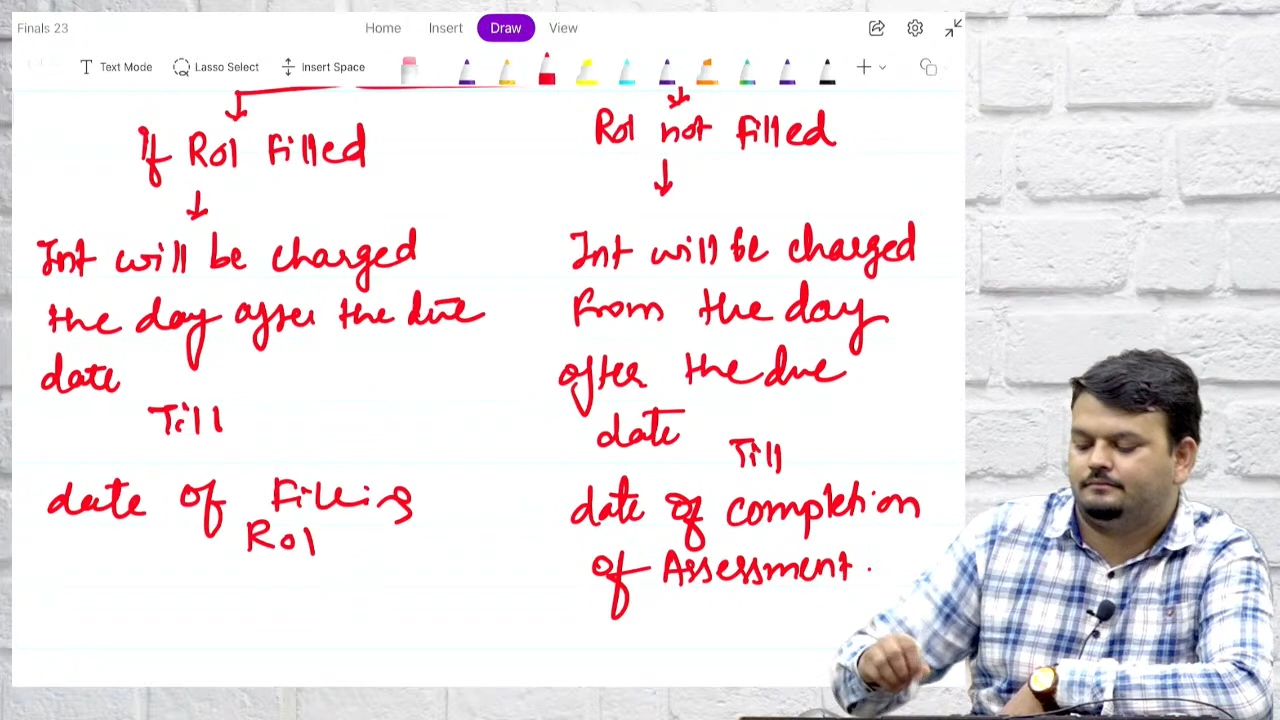 Finals 23
Home Insert Draw View
Text Mode Lasso Select Insert Space
If RoI Filled
Int will be charged
the day after the due
date
Till
date of Filing
RoI
RoI not filled
Int will be charged
From the day
after the due
date
Till
date of completion
of Assessment.